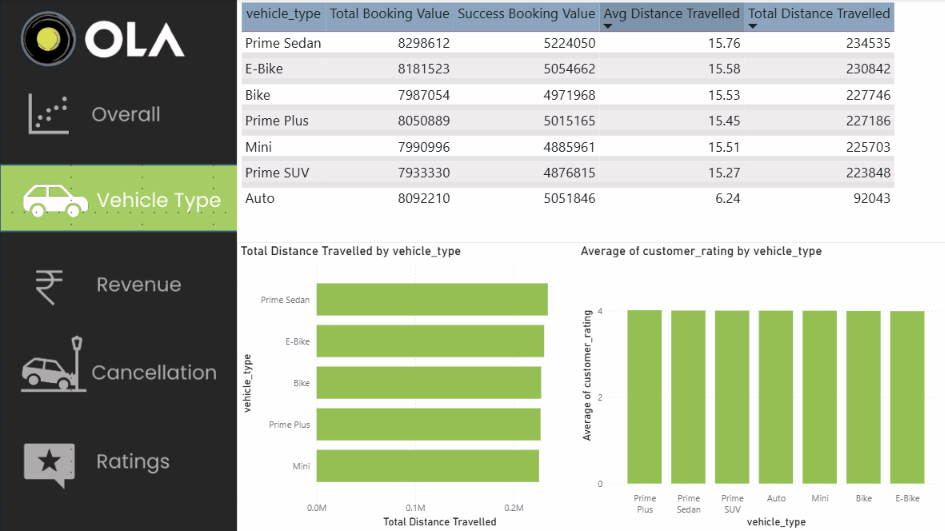 OLA
Overall
Vehicle Type
Revenue
Cancellation
Ratings
vehicle_type Total Booking Value Success Booking Value Avg Distance Travelled Total Distance Travelled
Prime Sedan 8298612 5224050 15.76 234535
E-Bike 8181523 5054662 15.58 230842
Bike 7987054 4971968 15.53 227746
Prime Plus 8050889 5015165 15.45 227186
Mini 7990996 4885961 15.51 225703
Prime SUV 7933330 4876815 15.27 223848
Auto 8092210 5051846 6.24 92043
Total Distance Travelled by vehicle_type
vehicle_type
Prime Sedan
E-Bike
Bike
Prime Plus
Mini
0.0M 0.1M 0.2M
Total Distance Travelled
Average of customer_rating by vehicle_type
Average of customer_rating
4
2
0
Prime Plus Prime Sedan Prime SUV Auto Mini Bike E-Bike
vehicle_type